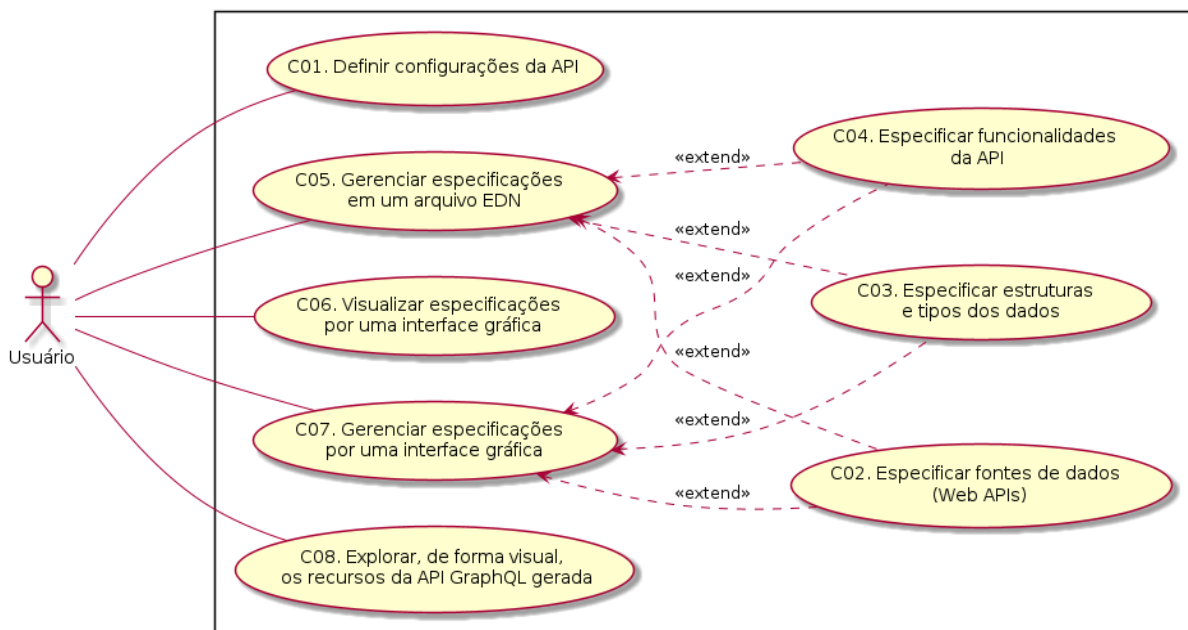 C01. Definir configurações da API
C05. Gerenciar especificações
em um arquivo EDN
C06. Visualizar especificações
por uma interface gráfica
C07. Gerenciar especificações
por uma interface gráfica
C08. Explorar, de forma visual,
os recursos da API GraphQL gerada
Usuário
«extend»
«extend»
«extend»
«extend»
«extend»
«extend»
C04. Especificar funcionalidades
da API
C03. Especificar estruturas
e tipos dos dados
C02. Especificar fontes de dados
(Web APIs)